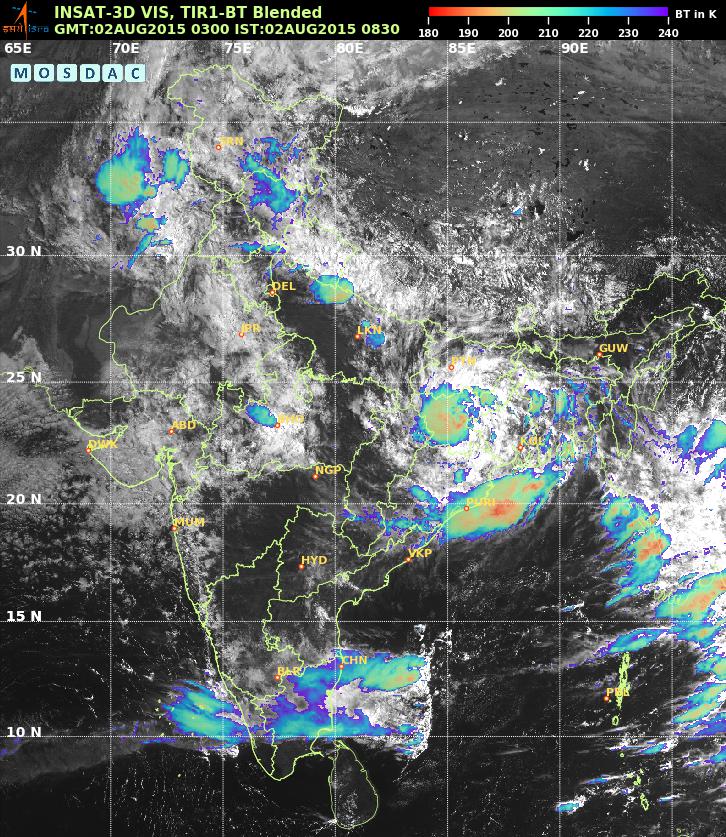 INSAT-3D VIS, TIR1-BT Blended
GMT:02AUG2015 0300 IST:02AUG2015 0830
BT in K
180 190 200 210 220 230 240
65E 70E 75E 80E 85E 90E
MOSDAC
SRN
30 N
DEL
JPR LKN GUW
PTN
25 N
ABD
DWK KOL
NGP
20 N PURI
MUM
HYD VKP
15 N
BLR CHN
PBL
10 N